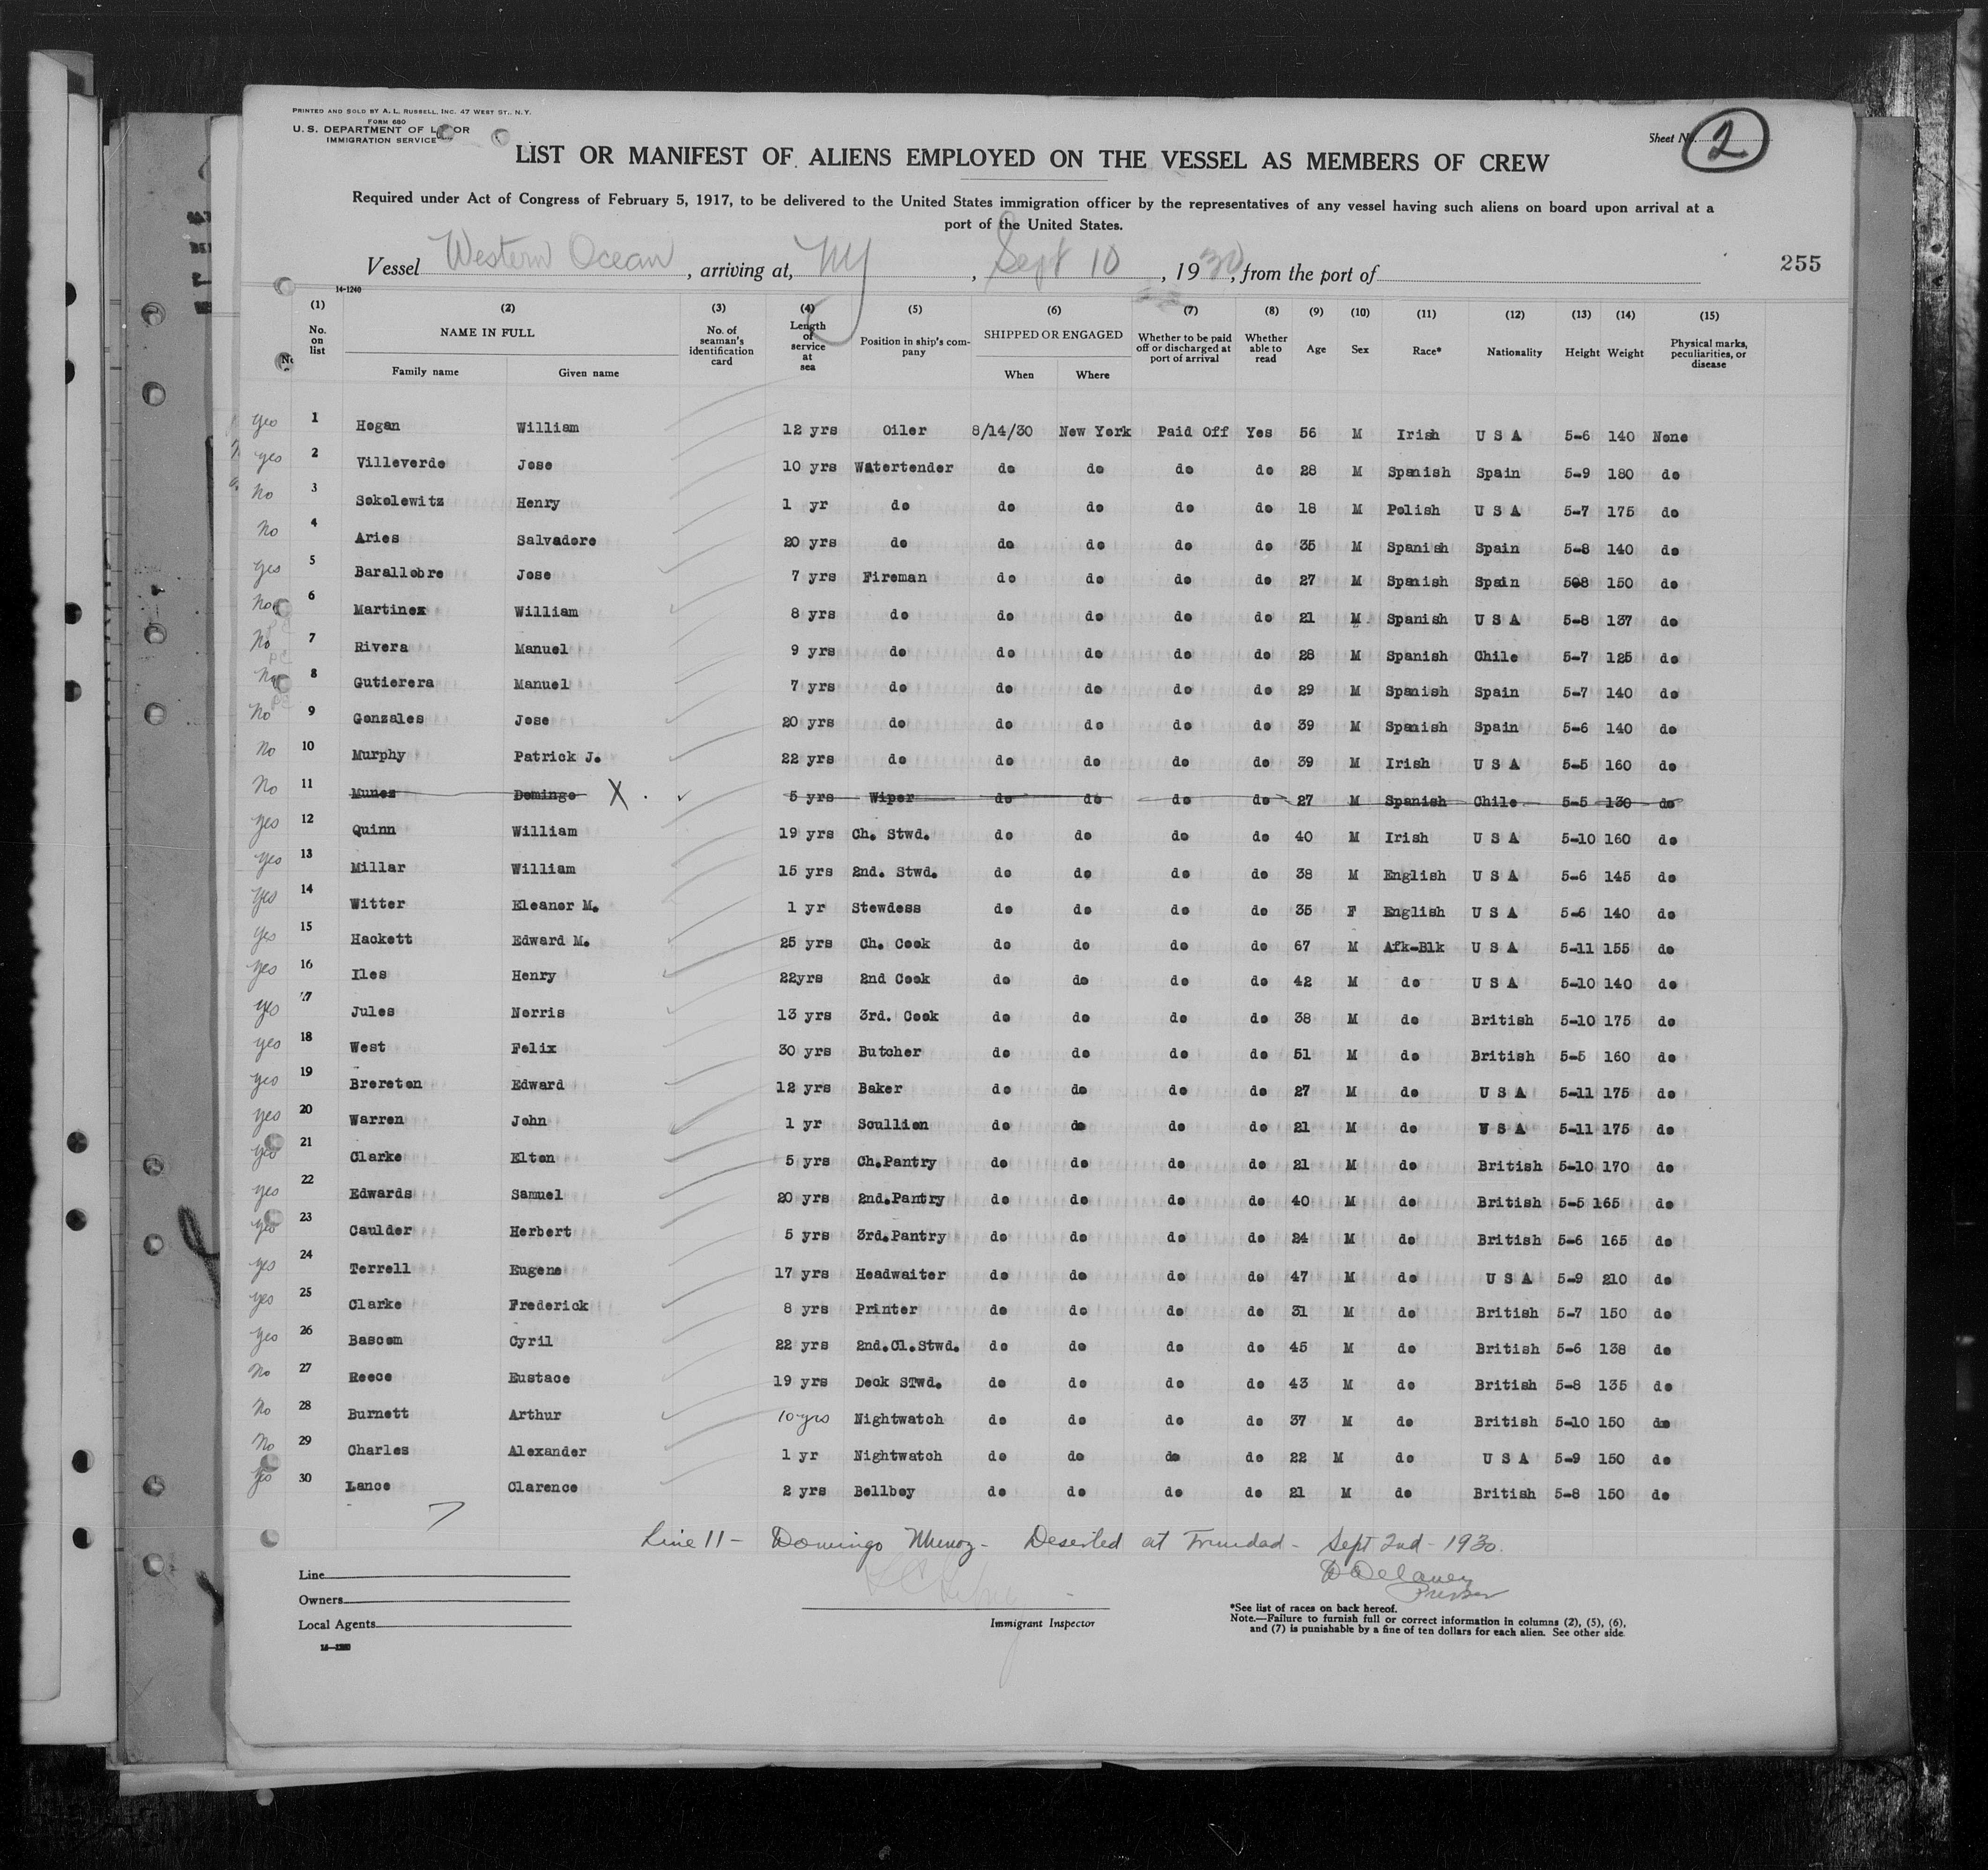 PRINTED AND SOLD BY A. L. RUSSELL, INC. 47 WEST ST., N.Y.
FORM 680
U. S. DEPARTMENT OF L OR
IMMIGRATION SERVICE
Sheet No. 2
LIST OR MANIFEST OF ALIENS EMPLOYED ON THE VESSEL AS MEMBERS OF CREW
Required under Act of Congress of February 5, 1917, to be delivered to the United States immigration officer by the representatives of any vessel having such aliens on board upon arrival at a
port of the United States.
Vessel Western Ocean, arriving at, NY, Sept 10, 1930, from the port of
255
14-1240
(1) (2) (3) (4) (5) (6) (7) (8) (9) (10) (11) (12) (13) (14) (15)
No. on list NAME IN FULL No. of seaman's identification card Length of service at sea Position in ship's company SHIPPED OR ENGAGED Whether to be paid off or discharged at port of arrival Whether able to read Age Sex Race* Nationality Height Weight Physical marks, peculiarities, or disease
Family name Given name When Where
Yes 1 Hogan William 12 yrs Oiler 8/14/30 New York Paid Off Yes 56 M Irish U S A 5-6 140 None
Yes 2 Villeverde Jose 10 yrs Watertender do do do do 28 M Spanish Spain 5-9 180 do
No 3 Sokolewitz Henry 1 yr do do do do do 18 M Polish U S A 5-7 175 do
No 4 Aries Salvadore 20 yrs do do do do do 35 M Spanish Spain 5-8 140 do
Yes 5 Barallobre Jose 7 yrs Fireman do do do do 27 M Spanish Spain 508 150 do
No 6 Martinez William 8 yrs do do do do do 21 M Spanish U S A 5-8 137 do
No 7 Rivera Manuel 9 yrs do do do do do 28 M Spanish Chile 5-7 125 do
No 8 Gutierera Manuel 7 yrs do do do do do 29 M Spanish Spain 5-7 140 do
No 9 Gonzales Jose 20 yrs do do do do do 39 M Spanish Spain 5-6 140 do
No 10 Murphy Patrick J. 22 yrs do do do do do 39 M Irish U S A 5-5 160 do
No 11 Munez Domingo X 5 yrs Wiper do do do do 27 M Spanish Chile 5-5 130 do
Yes 12 Quinn William 19 yrs Ch. Stwd. do do do do 40 M Irish U S A 5-10 160 do
Yes 13 Millar William 15 yrs 2nd. Stwd. do do do do 38 M English U S A 5-6 145 do
Yes 14 Witter Eleanor M. 1 yr Stewdess do do do do 35 F English U S A 5-6 140 do
Yes 15 Hackett Edward M. 25 yrs Ch. Cook do do do do 67 M Afk-Blk U S A 5-11 155 do
Yes 16 Iles Henry 22yrs 2nd Cook do do do do 42 M do U S A 5-10 140 do
Yes 17 Jules Norris 13 yrs 3rd. Cook do do do do 38 M do British 5-10 175 do
Yes 18 West Felix 30 yrs Butcher do do do do 51 M do British 5-5 160 do
Yes 19 Brereton Edward 12 yrs Baker do do do do 27 M do U S A 5-11 175 do
Yes 20 Warren John 1 yr Scullion do do do do 21 M do U S A 5-11 175 do
Yes 21 Clarke Elton 5 yrs Ch.Pantry do do do do 21 M do British 5-10 170 do
Yes 22 Edwards Samuel 20 yrs 2nd.Pantry do do do do 40 M do British 5-5 165 do
Yes 23 Caulder Herbert 5 yrs 3rd.Pantry do do do do 24 M do British 5-6 165 do
Yes 24 Terrell Eugene 17 yrs Headwaiter do do do do 47 M do U S A 5-9 210 do
Yes 25 Clarke Frederick 8 yrs Printer do do do do 31 M do British 5-7 150 do
Yes 26 Bascom Cyril 22 yrs 2nd.Cl.Stwd. do do do do 45 M do British 5-6 138 do
No 27 Reece Eustace 19 yrs Deck STwd. do do do do 43 M do British 5-8 135 do
No 28 Burnett Arthur 10 yrs Nightwatch do do do do 37 M do British 5-10 150 do
No 29 Charles Alexander 1 yr Nightwatch do do do do 22 M do U S A 5-9 150 do
Yes 30 Lance Clarence 2 yrs Bellboy do do do do 21 M do British 5-8 150 do
Line 11 - Domingo Munoz - Deserted at Trinidad - Sept 2nd - 1930.
D Delaney
Purser
Line
Owners
Local Agents
Immigrant Inspector
*See list of races on back hereof.
Note.—Failure to furnish full or correct information in columns (2), (5), (6),
and (7) is punishable by a fine of ten dollars for each alien. See other side.
14—1240